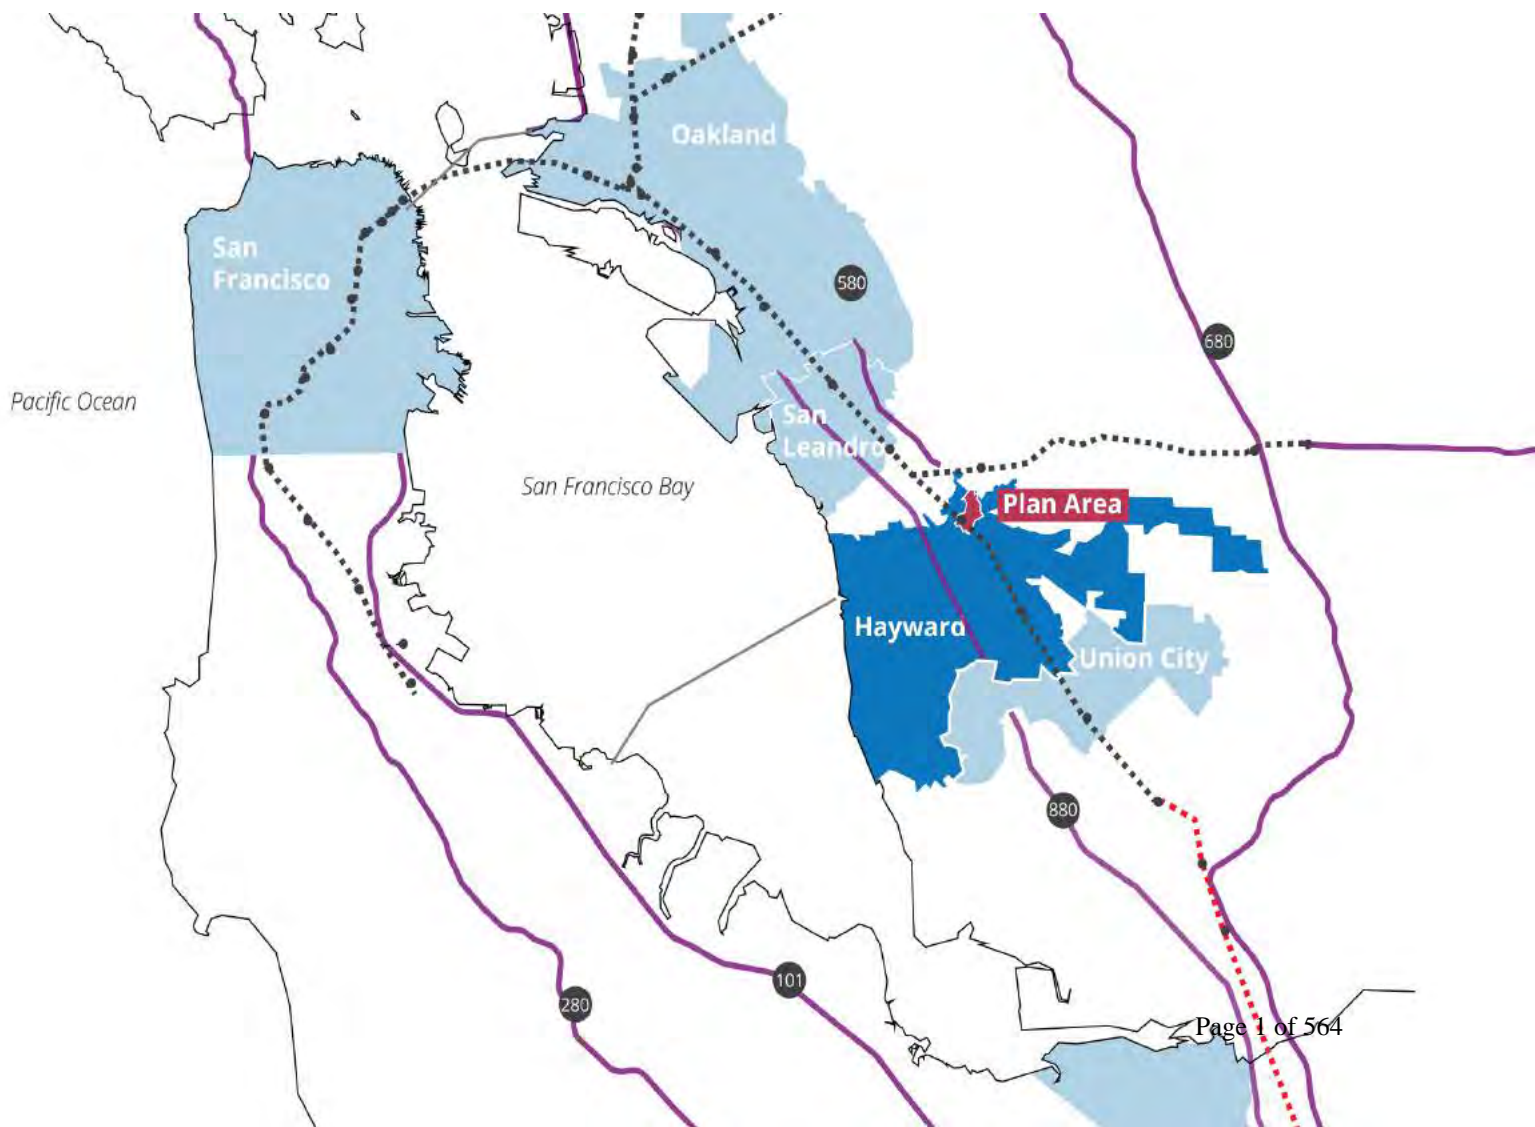 Oakland
San
Francisco
580
680
Pacific Ocean
San
Leandro
San Francisco Bay
Plan Area
Hayward
Union City
880
101
280
Page 1 of 564